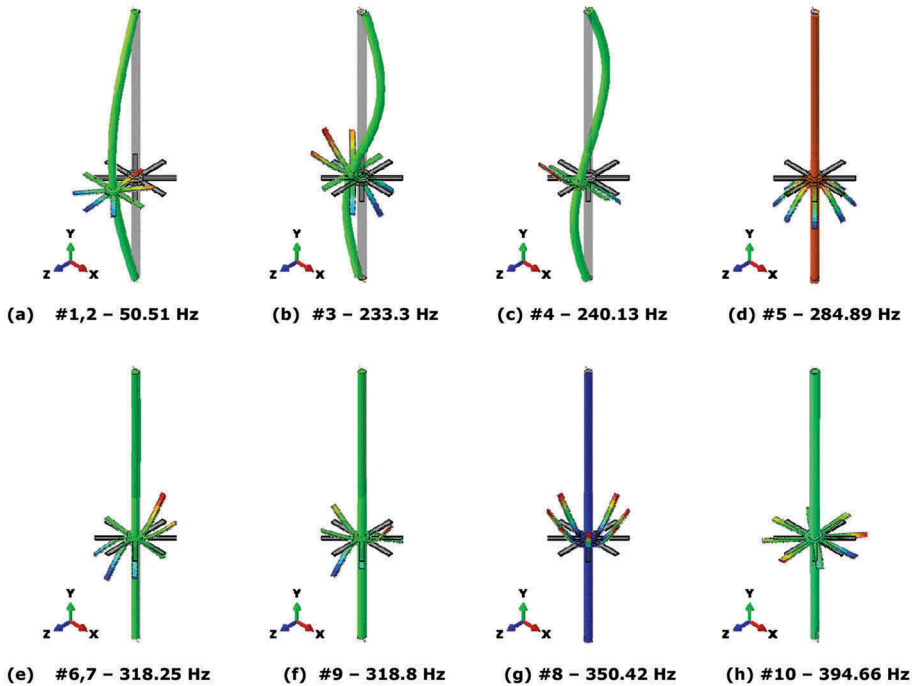 Y
Z X
Y
Z X
Y
Z X
Y
Z X
(a) #1,2 – 50.51 Hz
(b) #3 – 233.3 Hz
(c) #4 – 240.13 Hz
(d) #5 – 284.89 Hz
Y
Z X
Y
Z X
Y
Z X
Y
Z X
(e) #6,7 – 318.25 Hz
(f) #9 – 318.8 Hz
(g) #8 – 350.42 Hz
(h) #10 – 394.66 Hz